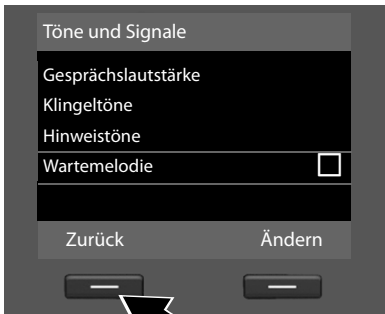 Töne und Signale
Gesprächslautstärke
Klingeltöne
Hinweistöne
Wartemelodie
Zurück Ändern